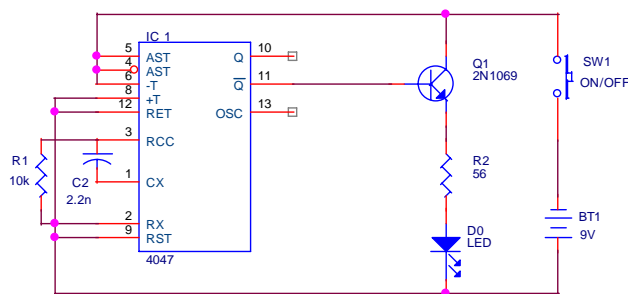 IC 1
5 AST
4 AST
6 -T
8 +T
12 RET
3 RCC
1 CX
2 RX
9 RST
Q 10
Q 11
OSC 13
4047
R1
10k
C2
2.2n
Q1
2N1069
R2
56
D0
LED
SW1
ON/OFF
BT1
9V